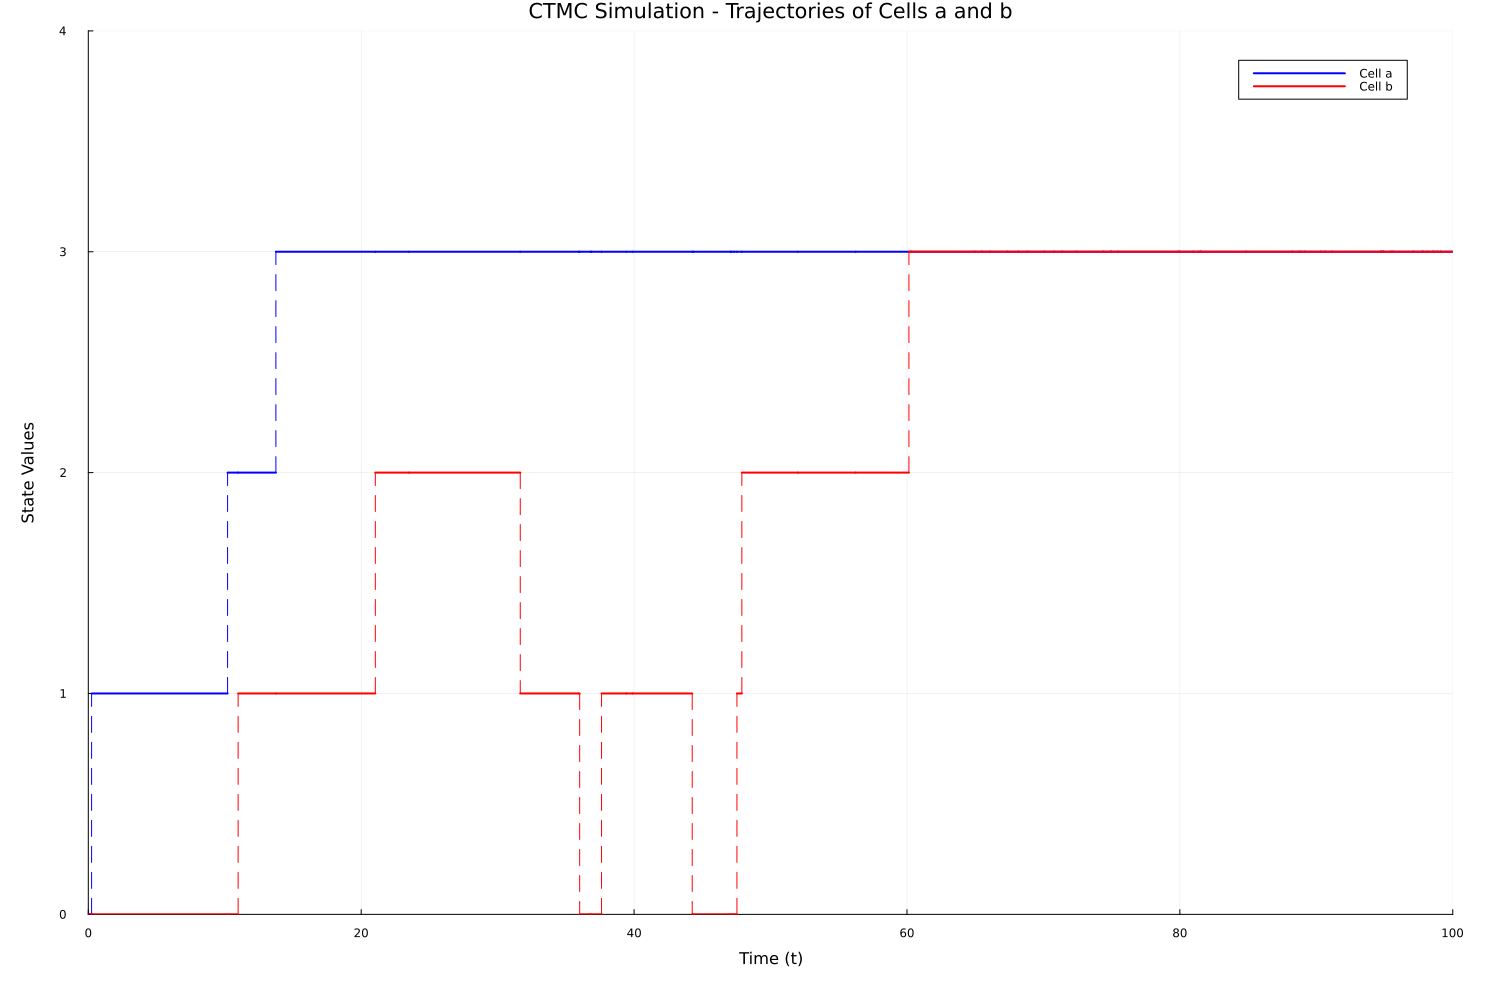 CTMC Simulation - Trajectories of Cells a and b
Cell a
Cell b
4
3
2
1
0
State Values
0 20 40 60 80 100
Time (t)